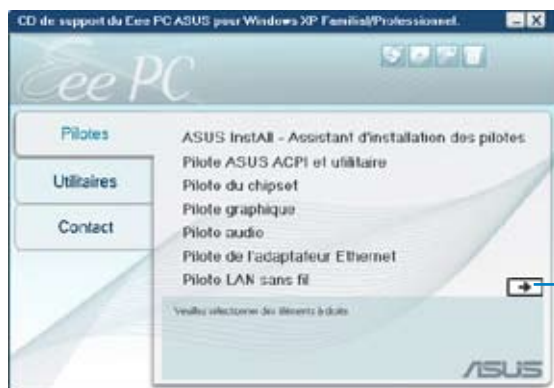 CD de support du Eee PC ASUS pour Windows XP Familial/Professionnel.
Eee PC
Pilotes
Utilitaires
Contact
ASUS InstAll - Assistant d'installation des pilotes
Pilote ASUS ACPI et utilitaire
Pilote du chipset
Pilote graphique
Pilote audio
Pilote de l'adaptateur Ethernet
Pilote LAN sans fil
Veuillez sélectionner des éléments à droite
ASUS